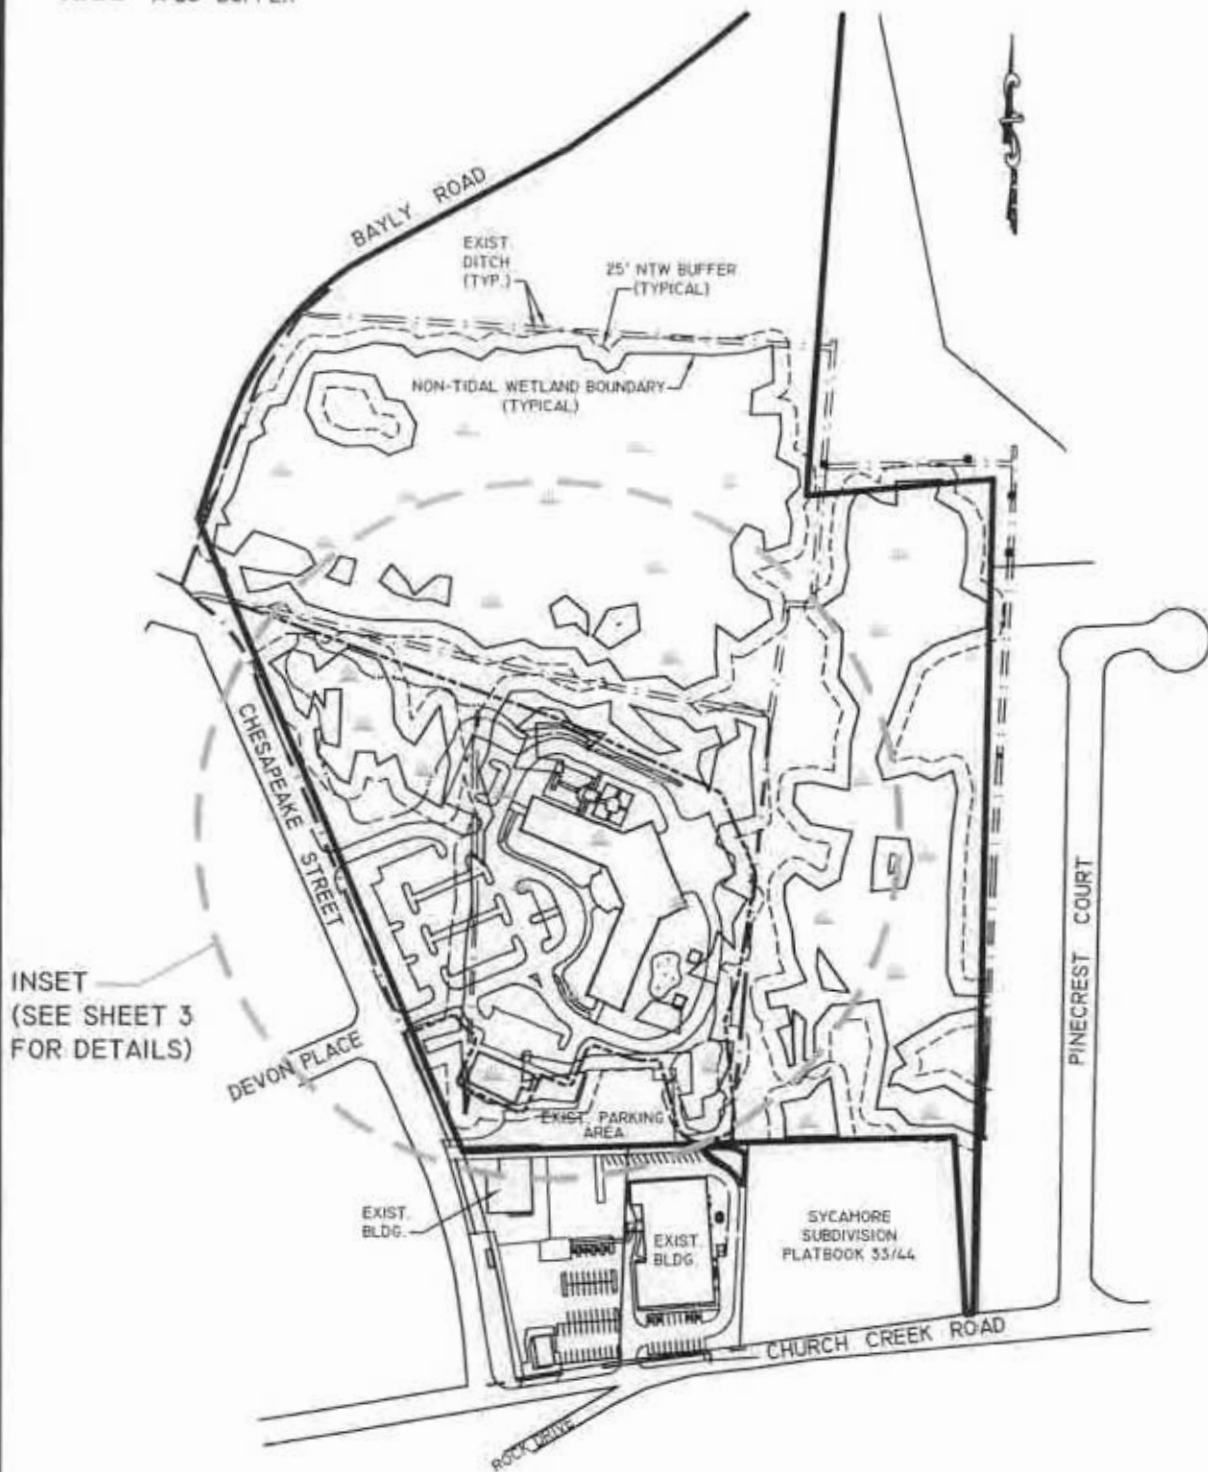 BAYLY ROAD
EXIST.
DITCH
(TYP.)
25' NTW BUFFER
(TYPICAL)
NON-TIDAL WETLAND BOUNDARY
(TYPICAL)
CHESAPEAKE STREET
INSET
(SEE SHEET 3
FOR DETAILS)
DEVON PLACE
PINECREST COURT
EXIST. PARKING
AREA
EXIST.
BLDG.
EXIST.
BLDG.
SYCAMORE
SUBDIVISION
PLATBOOK 33/44
CHURCH CREEK ROAD
ROCK DRIVE